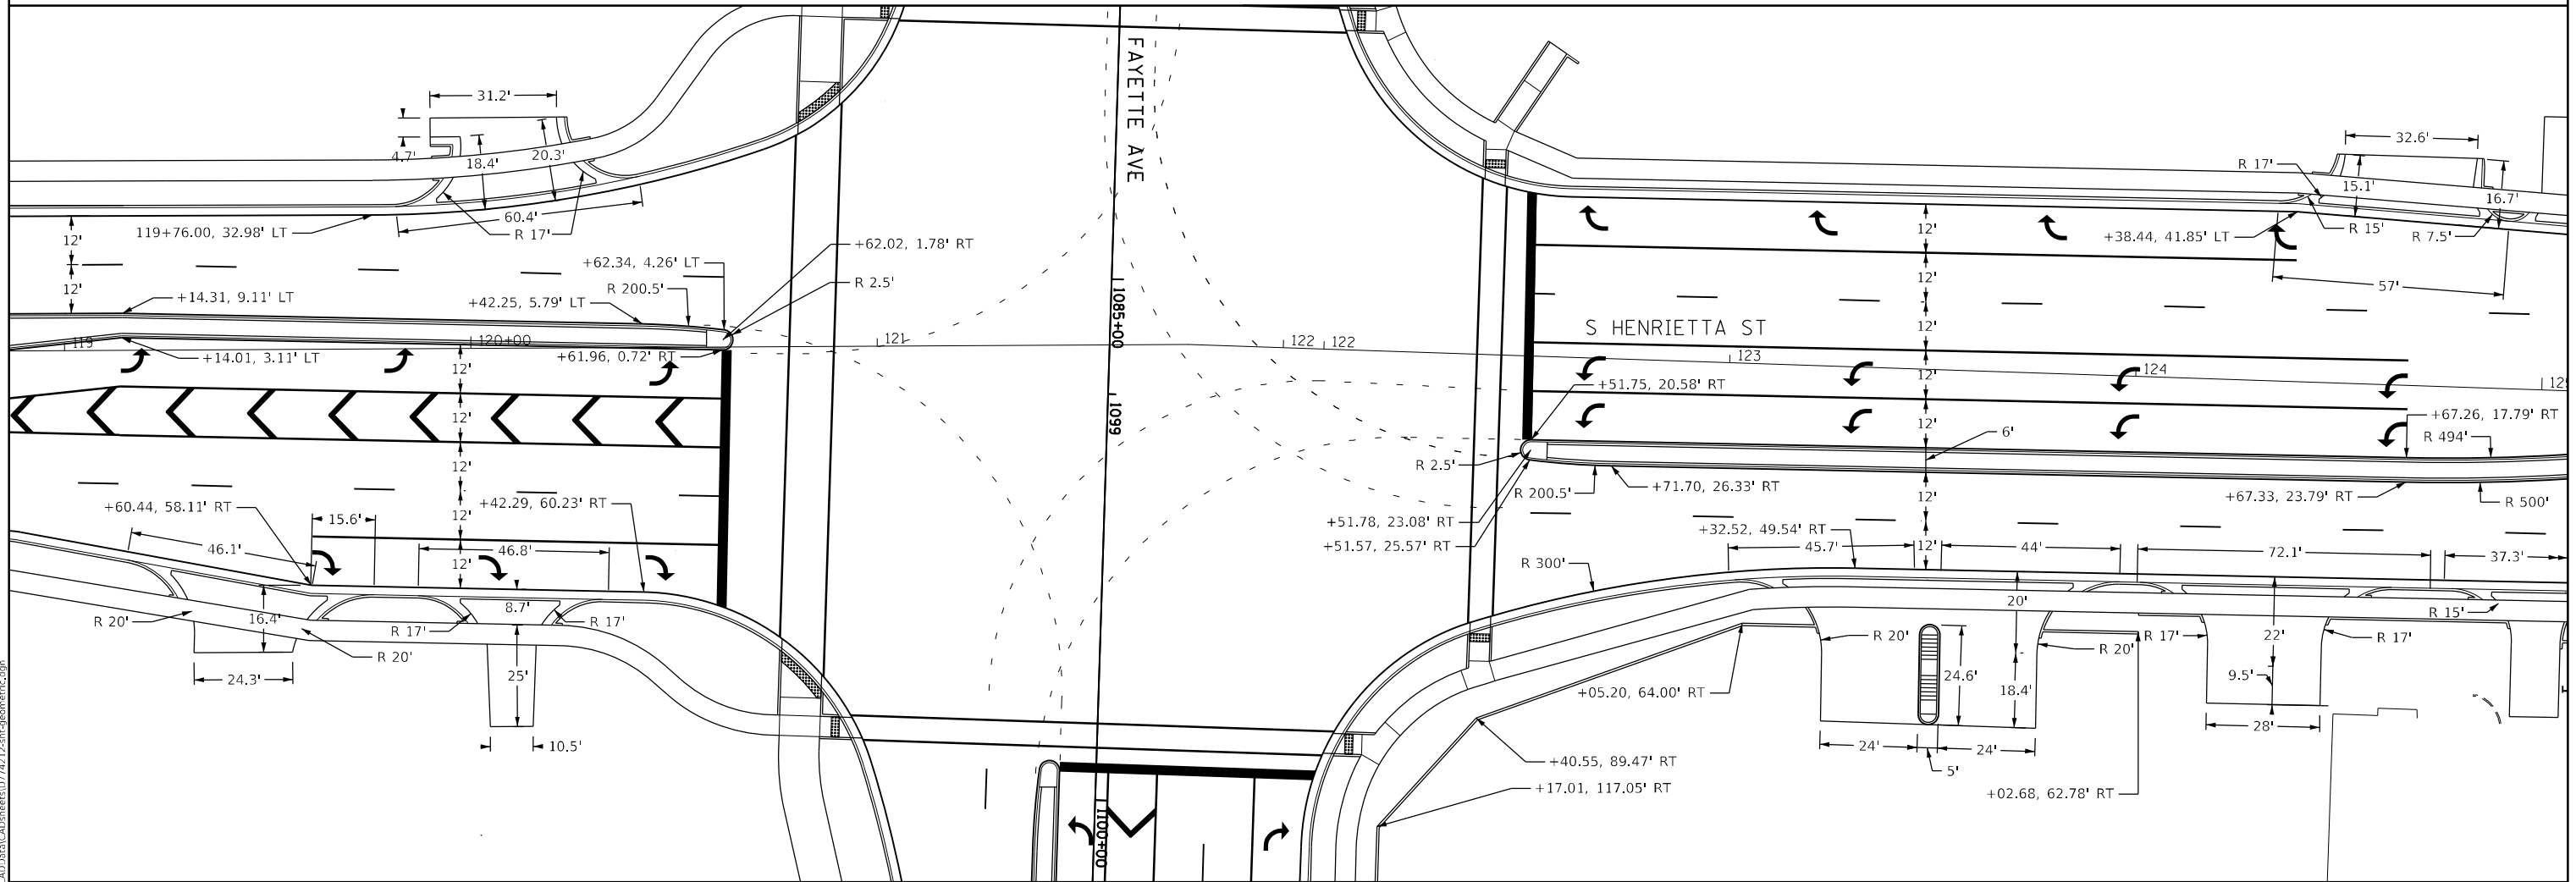 31.2'
4.7'
18.4'
20.3'
60.4'
R 17'
119+76.00, 32.98' LT
12'
12'
+14.31, 9.11' LT
+62.34, 4.26' LT
R 200.5'
+42.25, 5.79' LT
+62.02, 1.78' RT
R 2.5'
119
120+00
+14.01, 3.11' LT
+61.96, 0.72' RT
121
122
122
12'
12'
12'
12'
12'
+60.44, 58.11' RT
15.6'
46.1'
46.8'
+42.29, 60.23' RT
8.7'
16.4'
R 20'
R 20'
R 17'
R 17'
24.3'
25'
10.5'
FAYETTE AVE
1085+00
1099
1100+00
S HENRIETTA ST
32.6'
R 17'
15.1'
16.7'
+38.44, 41.85' LT
R 15'
R 7.5'
57'
12'
12'
12'
12'
12'
123
124
+51.75, 20.58' RT
+67.26, 17.79' RT
6'
R 494'
R 2.5'
R 200.5'
+71.70, 26.33' RT
+67.33, 23.79' RT
R 500'
12'
12'
+51.78, 23.08' RT
+51.57, 25.57' RT
+32.52, 49.54' RT
R 300'
45.7'
44'
72.1'
37.3'
20'
R 15'
R 20'
R 20'
R 17'
22'
R 17'
24.6'
18.4'
9.5'
28'
+05.20, 64.00' RT
24'
24'
5'
+40.55, 89.47' RT
+17.01, 117.05' RT
+02.68, 62.78' RT